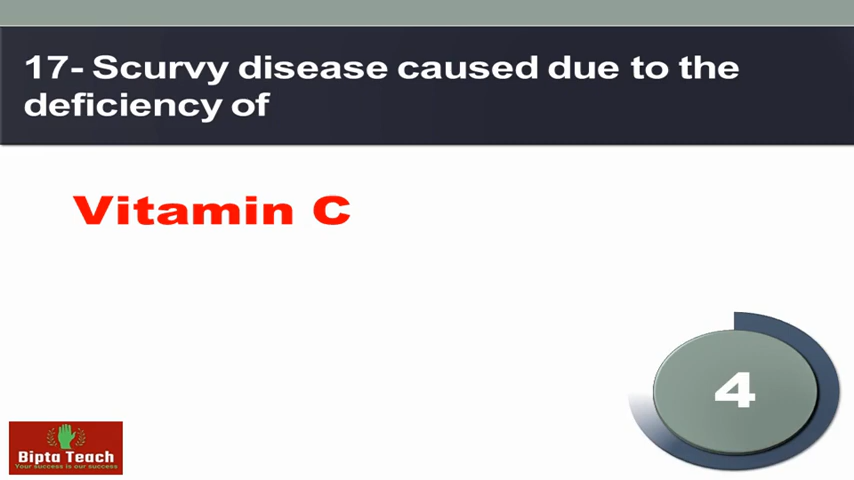 17- Scurvy disease caused due to the
deficiency of
Vitamin C
4
Bipta Teach
Your success is our success